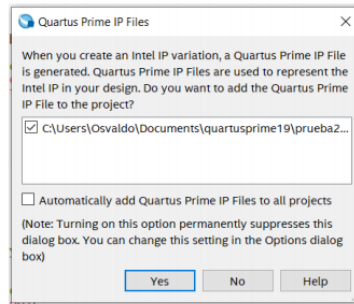 Quartus Prime IP Files
When you create an Intel IP variation, a Quartus Prime IP File
is generated. Quartus Prime IP Files are used to represent the
Intel IP in your design. Do you want to add the Quartus Prime
IP File to the project?
C:\Users\Osvaldo\Documents\quartusprime19\prueba2...
Automatically add Quartus Prime IP Files to all projects
(Note: Turning on this option permanently suppresses this
dialog box. You can change this setting in the Options dialog
box)
Yes No Help